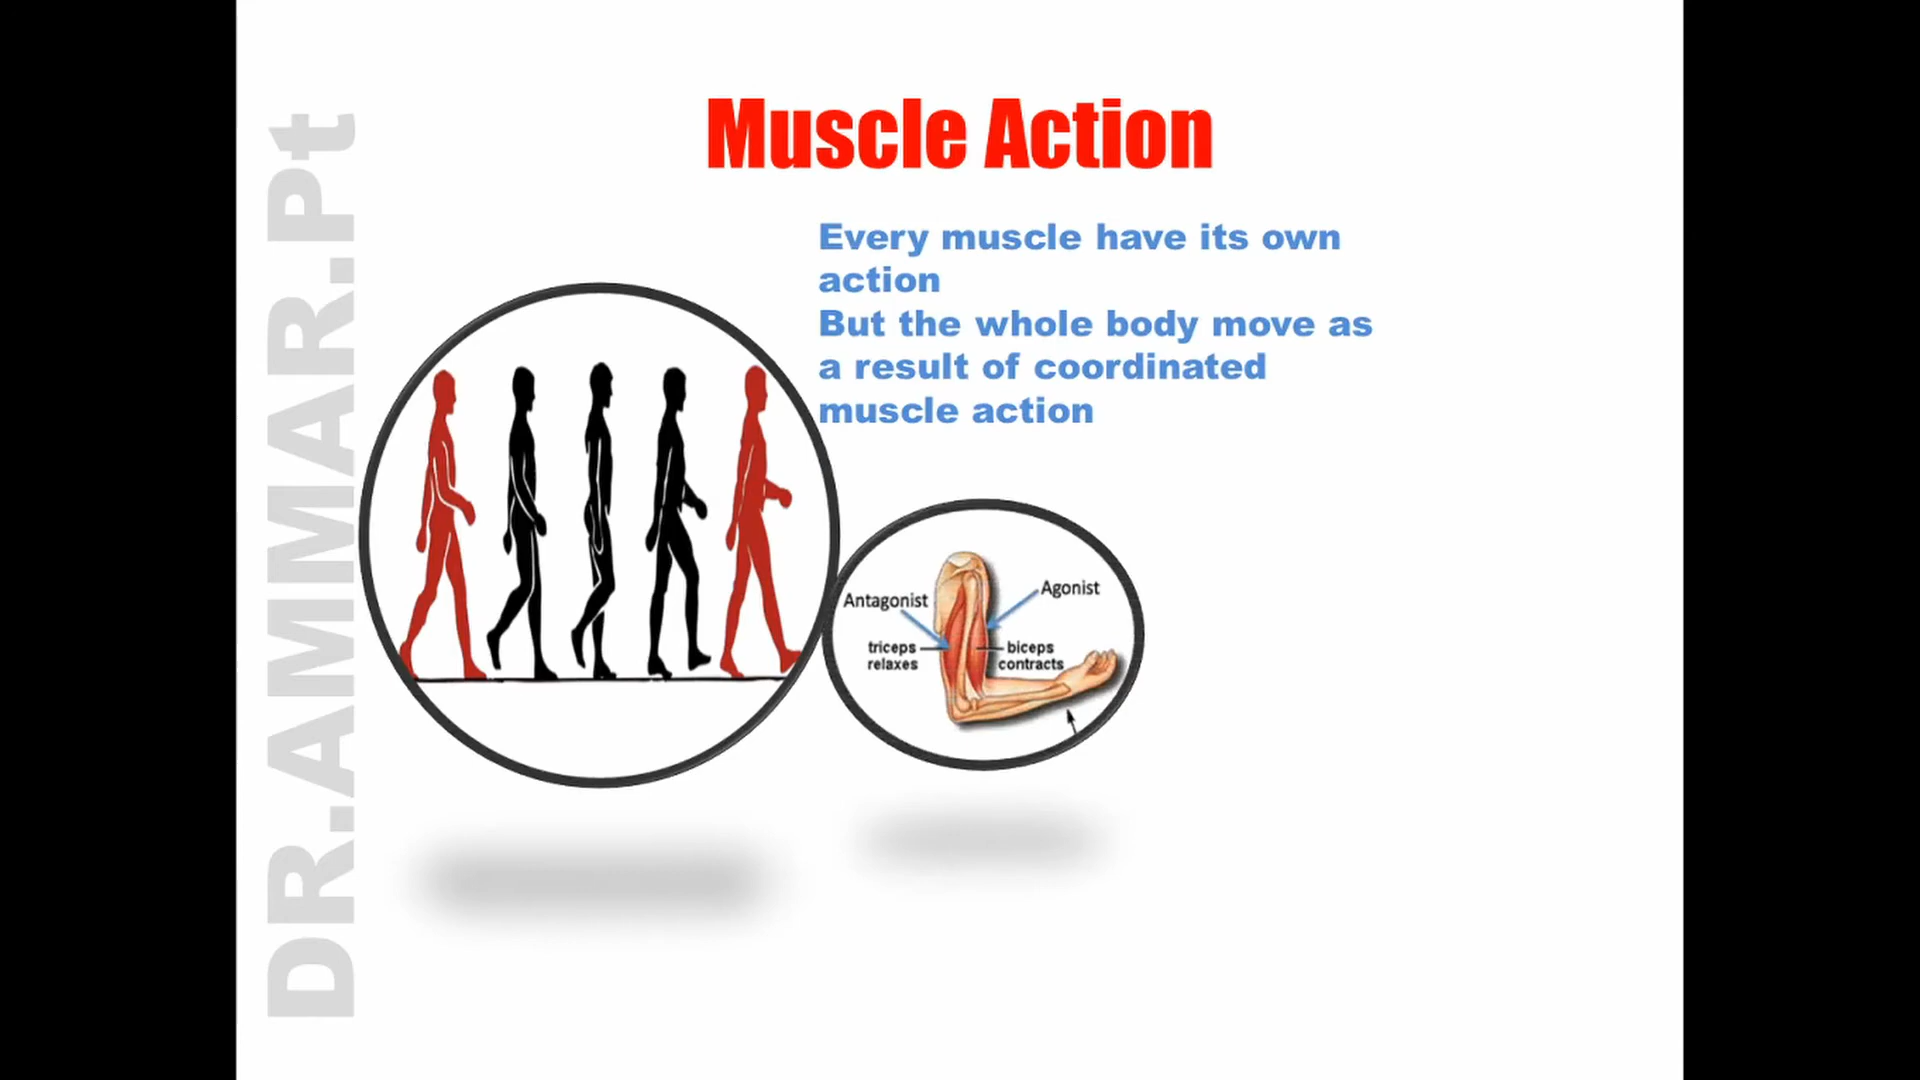 Muscle Action
Every muscle have its own
action
But the whole body move as
a result of coordinated
muscle action
Antagonist
Agonist
triceps
relaxes
biceps
contracts
DR.AMMAR.Pt